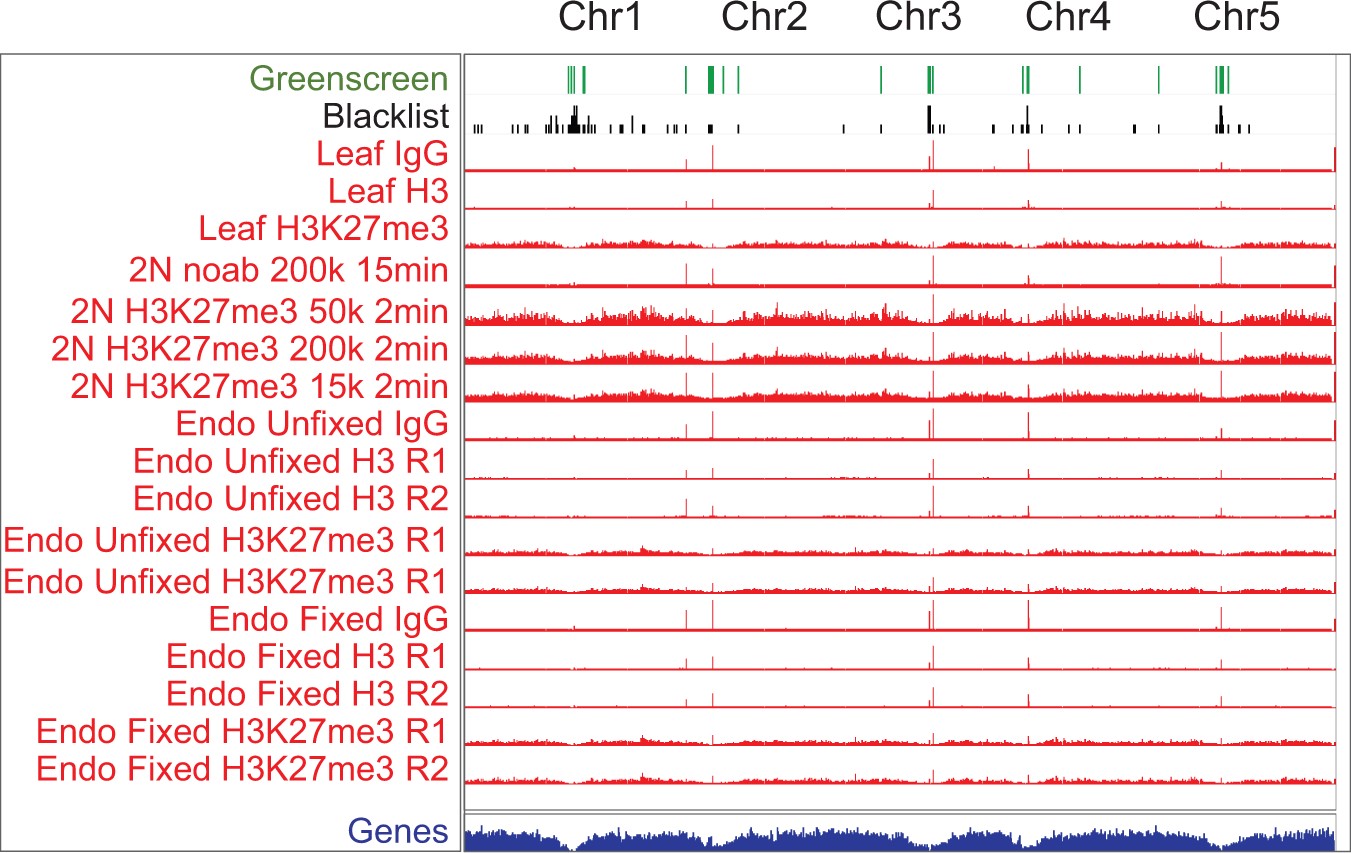 Chr1 Chr2 Chr3 Chr4 Chr5
Greenscreen
Blacklist
Leaf IgG
Leaf H3
Leaf H3K27me3
2N noab 200k 15min
2N H3K27me3 50k 2min
2N H3K27me3 200k 2min
2N H3K27me3 15k 2min
Endo Unfixed IgG
Endo Unfixed H3 R1
Endo Unfixed H3 R2
Endo Unfixed H3K27me3 R1
Endo Unfixed H3K27me3 R1
Endo Fixed IgG
Endo Fixed H3 R1
Endo Fixed H3 R2
Endo Fixed H3K27me3 R1
Endo Fixed H3K27me3 R2
Genes